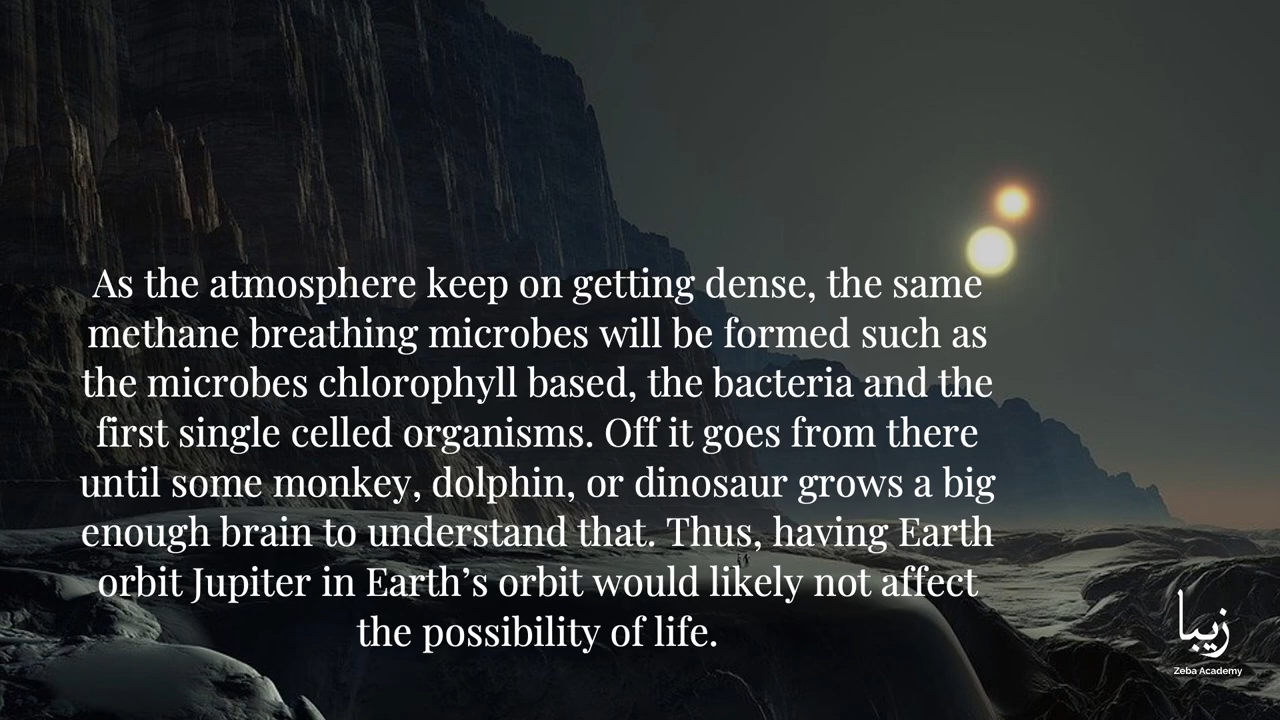 As the atmosphere keep on getting dense, the same
methane breathing microbes will be formed such as
the microbes chlorophyll based, the bacteria and the
first single celled organisms. Off it goes from there
until some monkey, dolphin, or dinosaur grows a big
enough brain to understand that. Thus, having Earth
orbit Jupiter in Earth’s orbit would likely not affect
the possibility of life.
زيبا
Zeba Academy